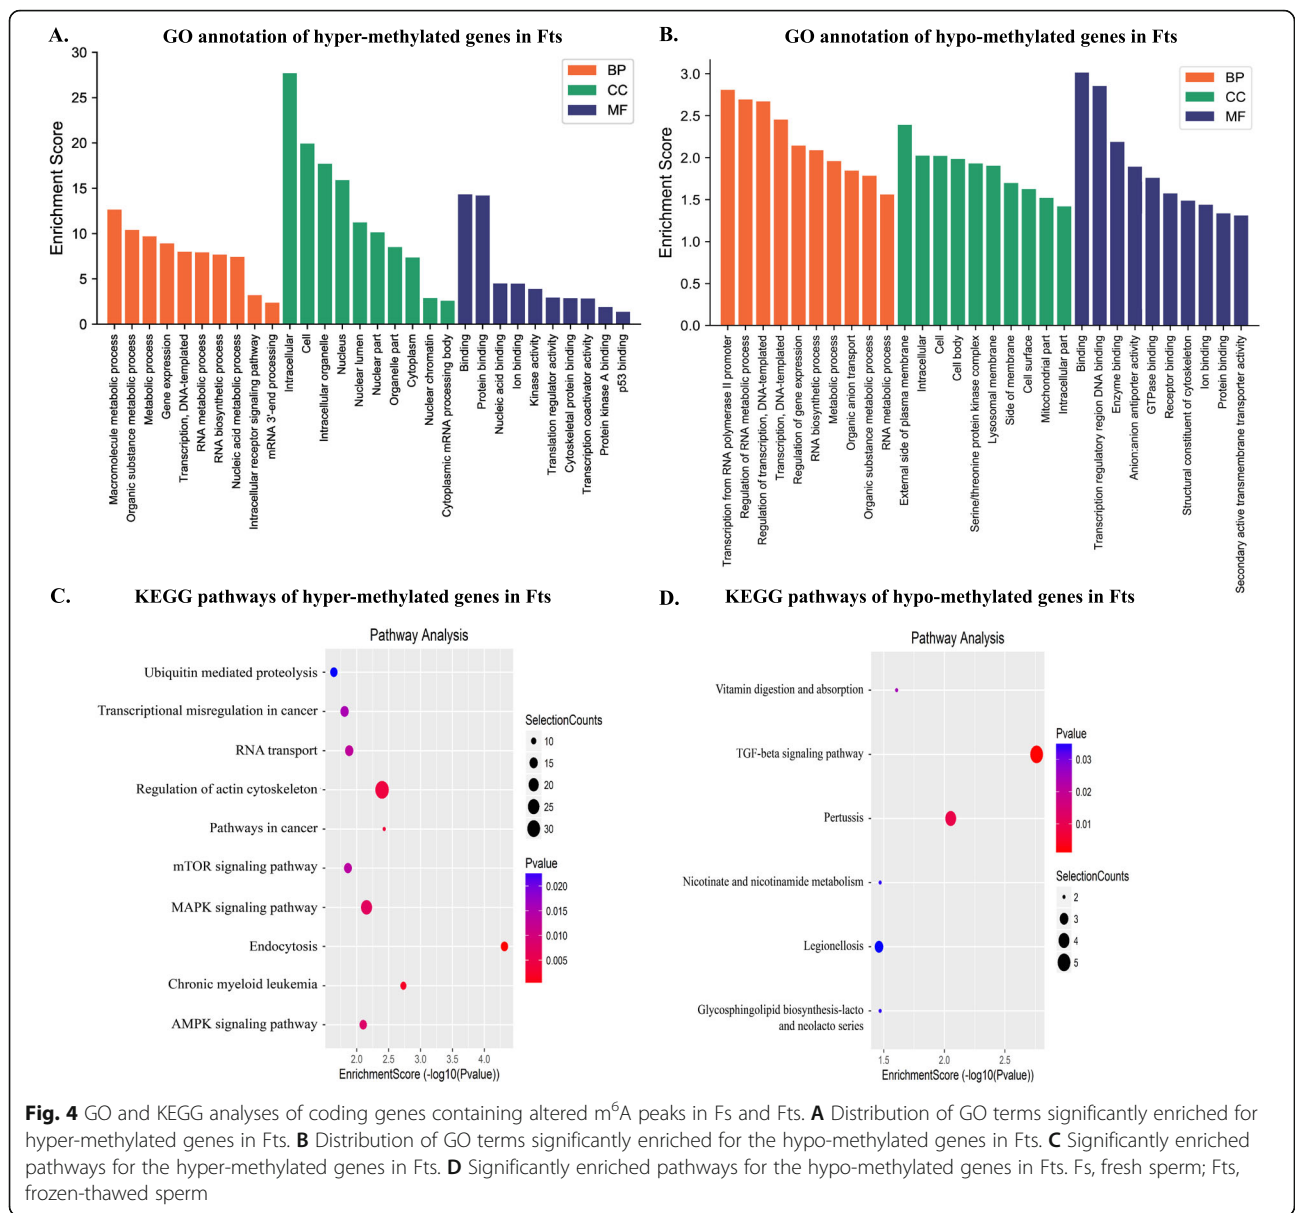 A.
GO annotation of hyper-methylated genes in Fts
Enrichment Score
30
25
20
15
10
5
0
BP
CC
MF
Macromolecule metabolic process
Organic substance metabolic process
Metabolic process
Gene expression
Transcription, DNA-templated
RNA metabolic process
RNA biosynthetic process
Nucleic acid metabolic process
Intracellular receptor signaling pathway
mRNA 3'-end processing
Intracellular
Cell
Intracellular organelle
Nucleus
Nuclear lumen
Nuclear part
Organelle part
Cytoplasm
Nuclear chromatin
Cytoplasmic mRNA processing body
Binding
Protein binding
Nucleic acid binding
Ion binding
Kinase activity
Translation regulator activity
Cytoskeletal protein binding
Transcription coactivator activity
Protein kinase A binding
p53 binding
B.
GO annotation of hypo-methylated genes in Fts
Enrichment Score
3.0
2.5
2.0
1.5
1.0
0.5
0.0
BP
CC
MF
Transcription from RNA polymerase II promoter
Regulation of RNA metabolic process
Regulation of transcription, DNA-templated
Transcription, DNA-templated
Regulation of gene expression
RNA biosynthetic process
Metabolic process
Organic anion transport
Organic substance metabolic process
RNA metabolic process
External side of plasma membrane
Intracellular
Cell
Cell body
Serine/threonine protein kinase complex
Lysosomal membrane
Side of membrane
Cell surface
Mitochondrial part
Intracellular part
Binding
Transcription regulatory region DNA binding
Enzyme binding
Anion:anion antiporter activity
GTPase binding
Receptor binding
Structural constituent of cytoskeleton
Ion binding
Protein binding
Secondary active transmembrane transporter activity
C.
KEGG pathways of hyper-methylated genes in Fts
Pathway Analysis
Ubiquitin mediated proteolysis
Transcriptional misregulation in cancer
RNA transport
Regulation of actin cytoskeleton
Pathways in cancer
mTOR signaling pathway
MAPK signaling pathway
Endocytosis
Chronic myeloid leukemia
AMPK signaling pathway
2.0 2.5 3.0 3.5 4.0
EnrichmentScore (-log10(Pvalue))
SelectionCounts
10
15
20
25
30
Pvalue
0.020
0.015
0.010
0.005
D.
KEGG pathways of hypo-methylated genes in Fts
Pathway Analysis
Vitamin digestion and absorption
TGF-beta signaling pathway
Pertussis
Nicotinate and nicotinamide metabolism
Legionellosis
Glycosphingolipid biosynthesis-lacto
and neolacto series
1.5 2.0 2.5
EnrichmentScore (-log10(Pvalue))
Pvalue
0.03
0.02
0.01
SelectionCounts
2
3
4
5
Fig. 4 GO and KEGG analyses of coding genes containing altered m⁶A peaks in Fs and Fts. A Distribution of GO terms significantly enriched for
hyper-methylated genes in Fts. B Distribution of GO terms significantly enriched for the hypo-methylated genes in Fts. C Significantly enriched
pathways for the hyper-methylated genes in Fts. D Significantly enriched pathways for the hypo-methylated genes in Fts. Fs, fresh sperm; Fts,
frozen-thawed sperm